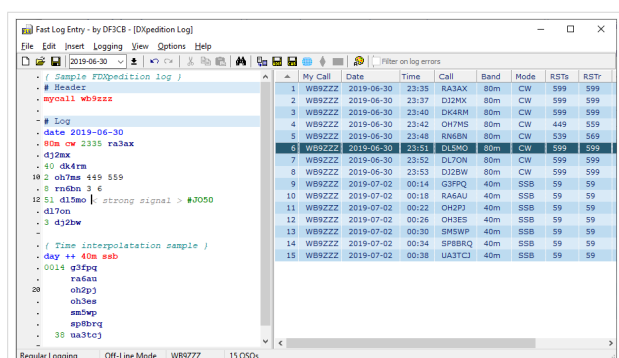 Fast Log Entry - by DF3CB - [DXpedition Log]
File Edit Insert Logging View Options Help
2019-06-30 Filter on log errors
{ Sample FDXpedition log }
# Header
mycall wb9zzz
# Log
date 2019-06-30
80m cw 2335 ra3ax
dj2mx
40 dk4rm
10 2 oh7ms 449 559
8 rn6bn 3 6
12 51 dl5mo < strong signal > #JO50
dl7on
3 dj2bw
{ Time interpolatation sample }
day ++ 40m ssb
0014 g3fpq
ra6au
20 oh2pj
oh3es
sm5wp
sp8brq
38 ua3tcj
My Call Date Time Call Band Mode RSTs RSTr
1 WB9ZZZ 2019-06-30 23:35 RA3AX 80m CW 599 599
2 WB9ZZZ 2019-06-30 23:37 DJ2MX 80m CW 599 599
3 WB9ZZZ 2019-06-30 23:40 DK4RM 80m CW 599 599
4 WB9ZZZ 2019-06-30 23:42 OH7MS 80m CW 449 559
5 WB9ZZZ 2019-06-30 23:48 RN6BN 80m CW 539 569
6 WB9ZZZ 2019-06-30 23:51 DL5MO 80m CW 599 599
7 WB9ZZZ 2019-06-30 23:52 DL7ON 80m CW 599 599
8 WB9ZZZ 2019-06-30 23:53 DJ2BW 80m CW 599 599
9 WB9ZZZ 2019-07-02 00:14 G3FPQ 40m SSB 59 59
10 WB9ZZZ 2019-07-02 00:18 RA6AU 40m SSB 59 59
11 WB9ZZZ 2019-07-02 00:22 OH2PJ 40m SSB 59 59
12 WB9ZZZ 2019-07-02 00:26 OH3ES 40m SSB 59 59
13 WB9ZZZ 2019-07-02 00:30 SM5WP 40m SSB 59 59
14 WB9ZZZ 2019-07-02 00:34 SP8BRQ 40m SSB 59 59
15 WB9ZZZ 2019-07-02 00:38 UA3TCJ 40m SSB 59 59
Regular Logging Off-Line Mode WB9ZZZ 15 QSOs